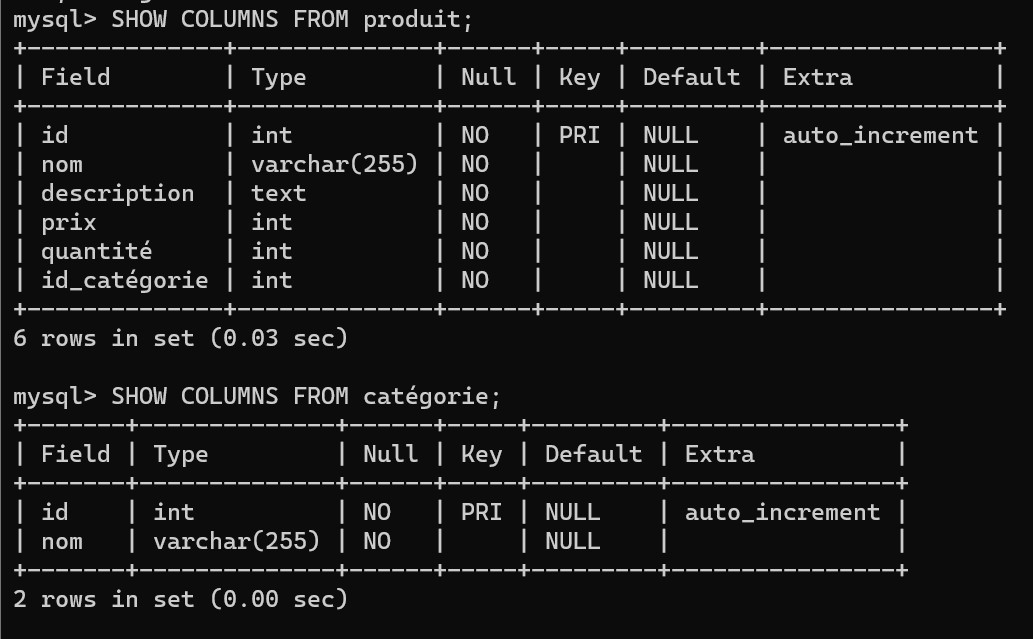 mysql> SHOW COLUMNS FROM produit;
+--------------+--------------+------+-----+---------+----------------+
| Field        | Type         | Null | Key | Default | Extra          |
+--------------+--------------+------+-----+---------+----------------+
| id           | int          | NO   | PRI | NULL    | auto_increment |
| nom          | varchar(255) | NO   |     | NULL    |                |
| description  | text         | NO   |     | NULL    |                |
| prix         | int          | NO   |     | NULL    |                |
| quantité     | int          | NO   |     | NULL    |                |
| id_catégorie | int          | NO   |     | NULL    |                |
+--------------+--------------+------+-----+---------+----------------+
6 rows in set (0.03 sec)
mysql> SHOW COLUMNS FROM catégorie;
+-------+--------------+------+-----+---------+----------------+
| Field | Type         | Null | Key | Default | Extra          |
+-------+--------------+------+-----+---------+----------------+
| id    | int          | NO   | PRI | NULL    | auto_increment |
| nom   | varchar(255) | NO   |     | NULL    |                |
+-------+--------------+------+-----+---------+----------------+
2 rows in set (0.00 sec)